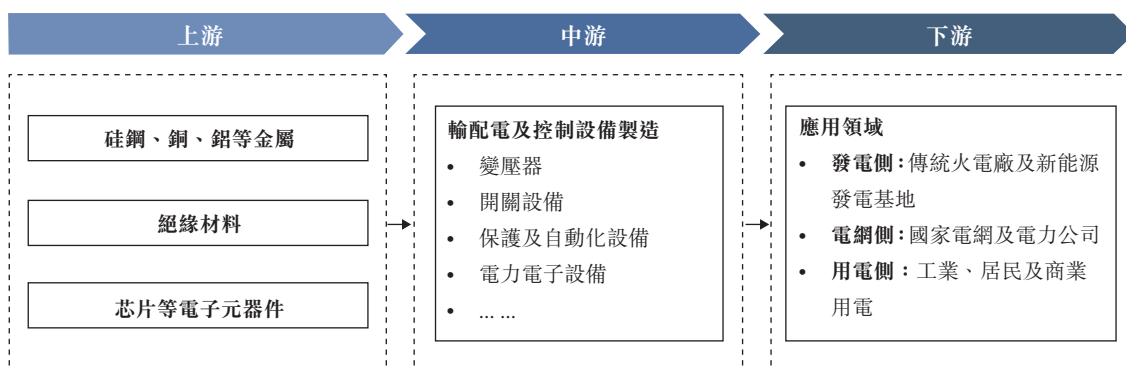 上游
中游
下游
硅鋼、銅、鋁等金屬
絕緣材料
芯片等電子元器件
輸配電及控制設備製造
• 變壓器
• 開關設備
• 保護及自動化設備
• 電力電子設備
• ... ...
應用領域
• 發電側：傳統火電廠及新能源
發電基地
• 電網側：國家電網及電力公司
• 用電側：工業、居民及商業
用電